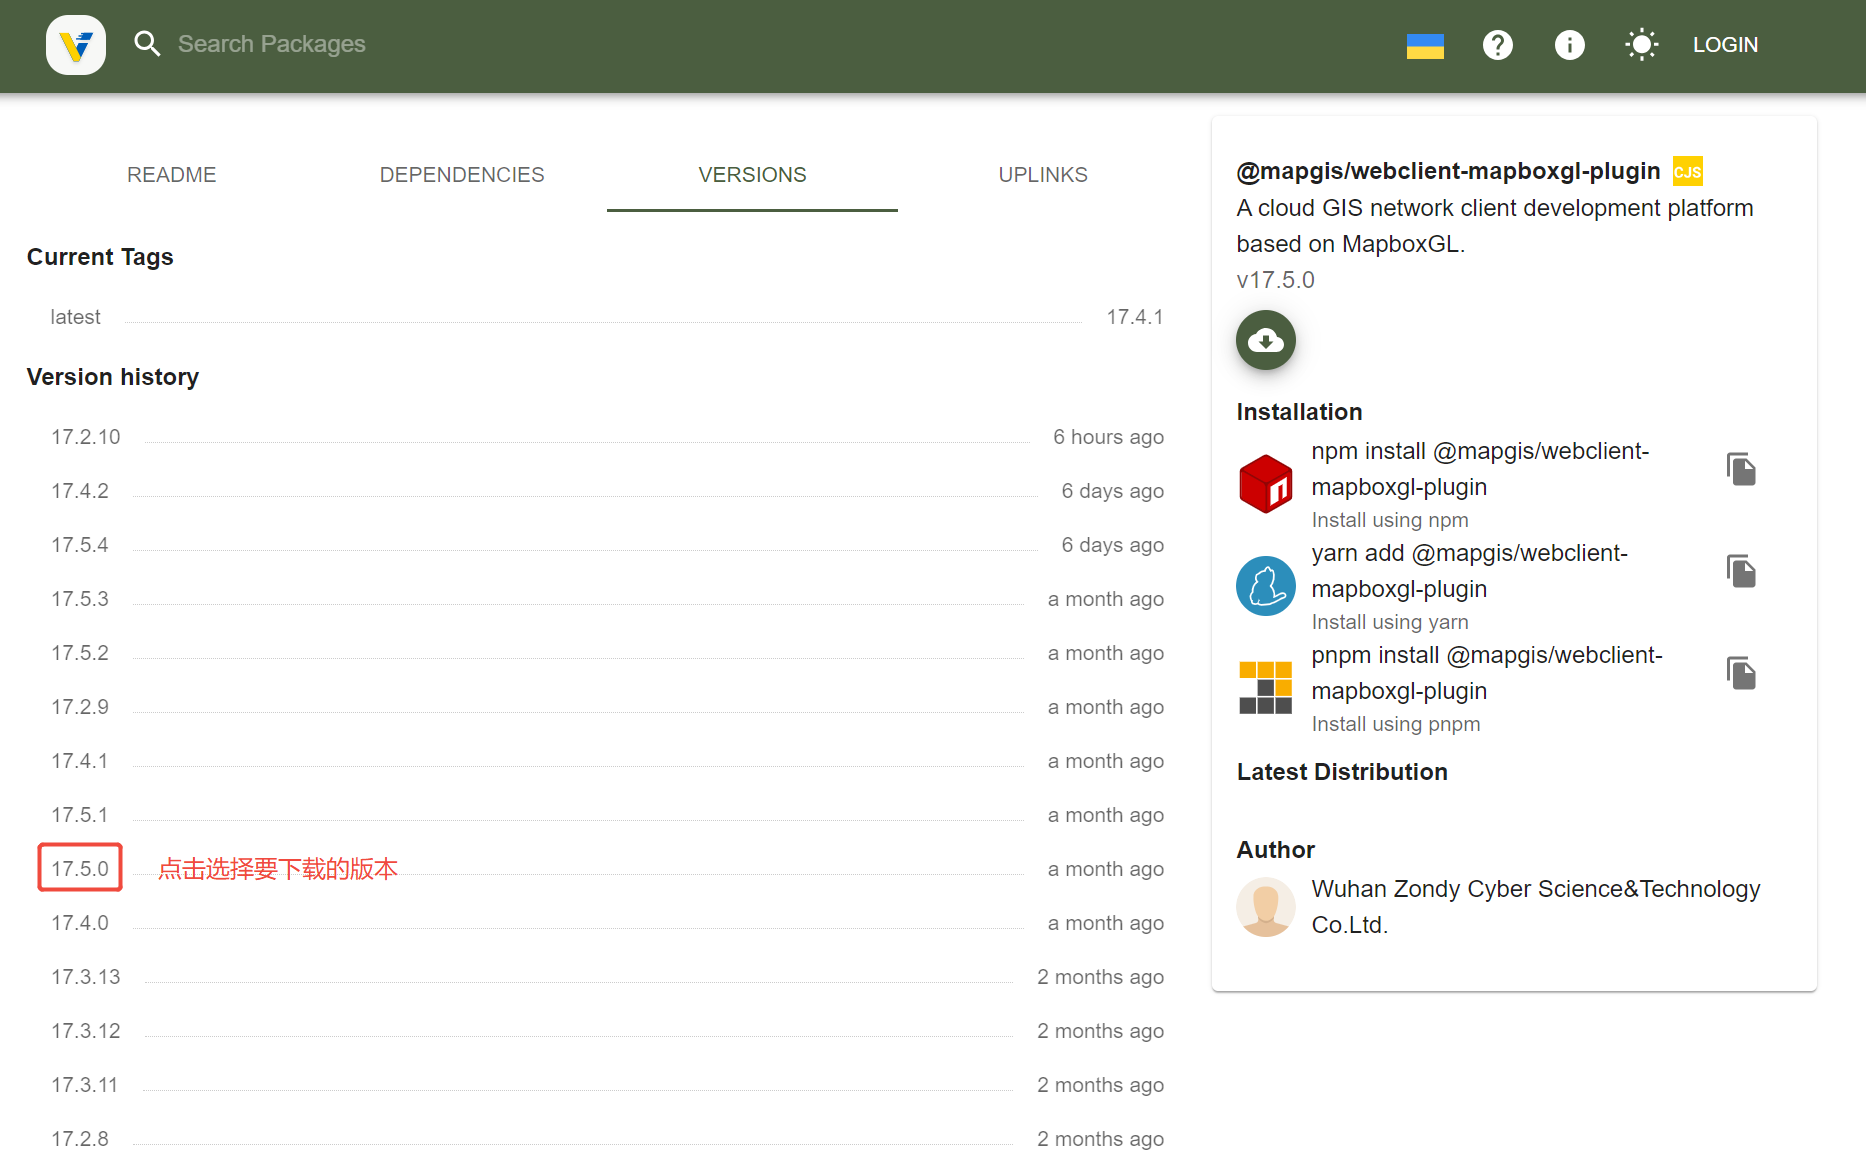 Search Packages
LOGIN
README
DEPENDENCIES
VERSIONS
UPLINKS
Current Tags
latest 17.4.1
Version history
17.2.10 6 hours ago
17.4.2 6 days ago
17.5.4 6 days ago
17.5.3 a month ago
17.5.2 a month ago
17.2.9 a month ago
17.4.1 a month ago
17.5.1 a month ago
17.5.0 点击选择要下载的版本 a month ago
17.4.0 a month ago
17.3.13 2 months ago
17.3.12 2 months ago
17.3.11 2 months ago
17.2.8 2 months ago
@mapgis/webclient-mapboxgl-plugin CJS
A cloud GIS network client development platform
based on MapboxGL.
v17.5.0
Installation
npm install @mapgis/webclient-
mapboxgl-plugin
Install using npm
yarn add @mapgis/webclient-
mapboxgl-plugin
Install using yarn
pnpm install @mapgis/webclient-
mapboxgl-plugin
Install using pnpm
Latest Distribution
Author
Wuhan Zondy Cyber Science&Technology
Co.Ltd.